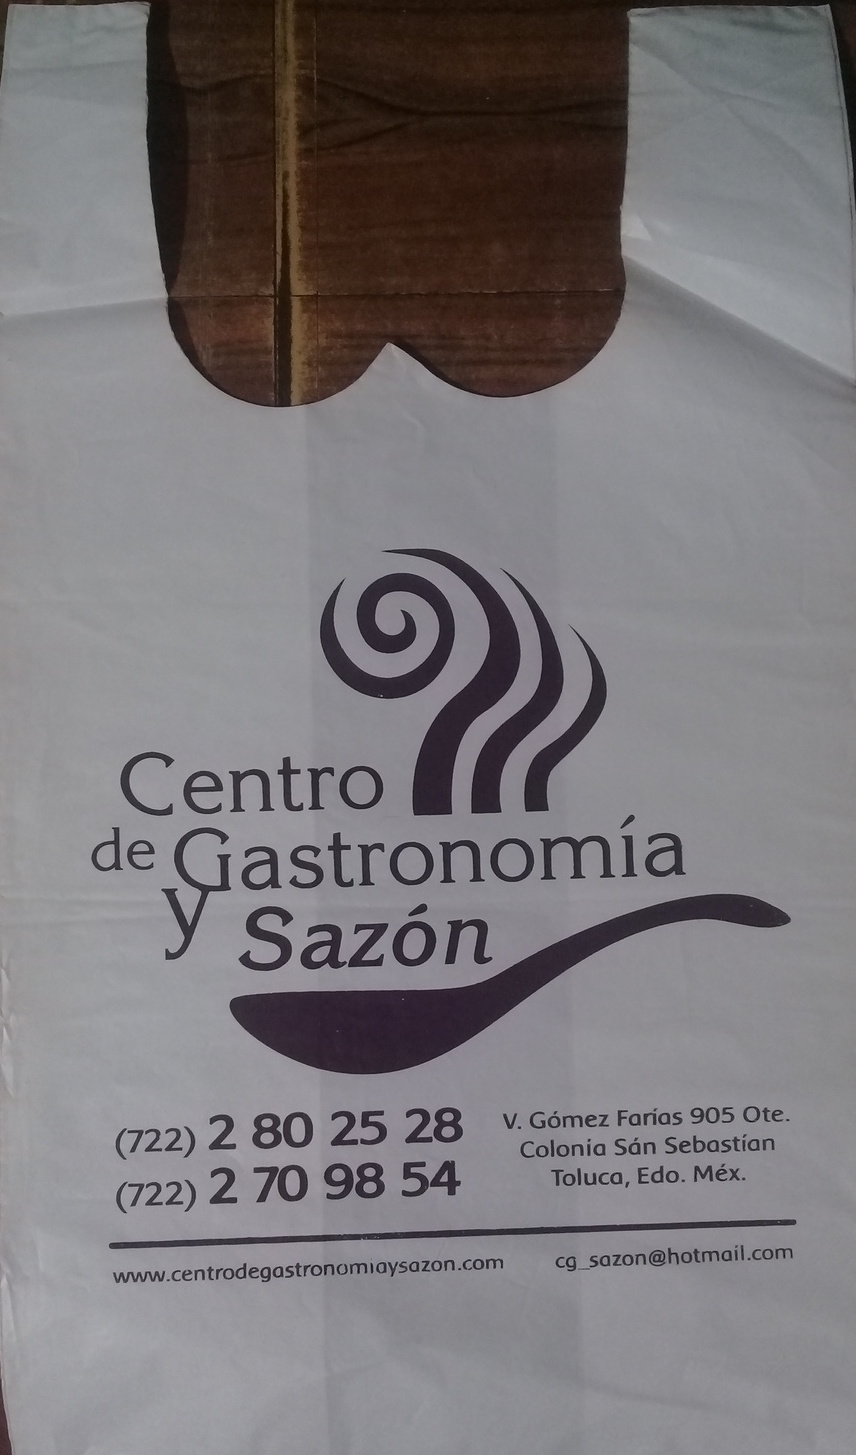 Centro
de Gastronomía
y Sazón
(722) 2 80 25 28
(722) 2 70 98 54
V. Gómez Farías 905 Ote.
Colonia Sán Sebastían
Toluca, Edo. Méx.
www.centrodegastronomiaysazon.com
cg_sazon@hotmail.com